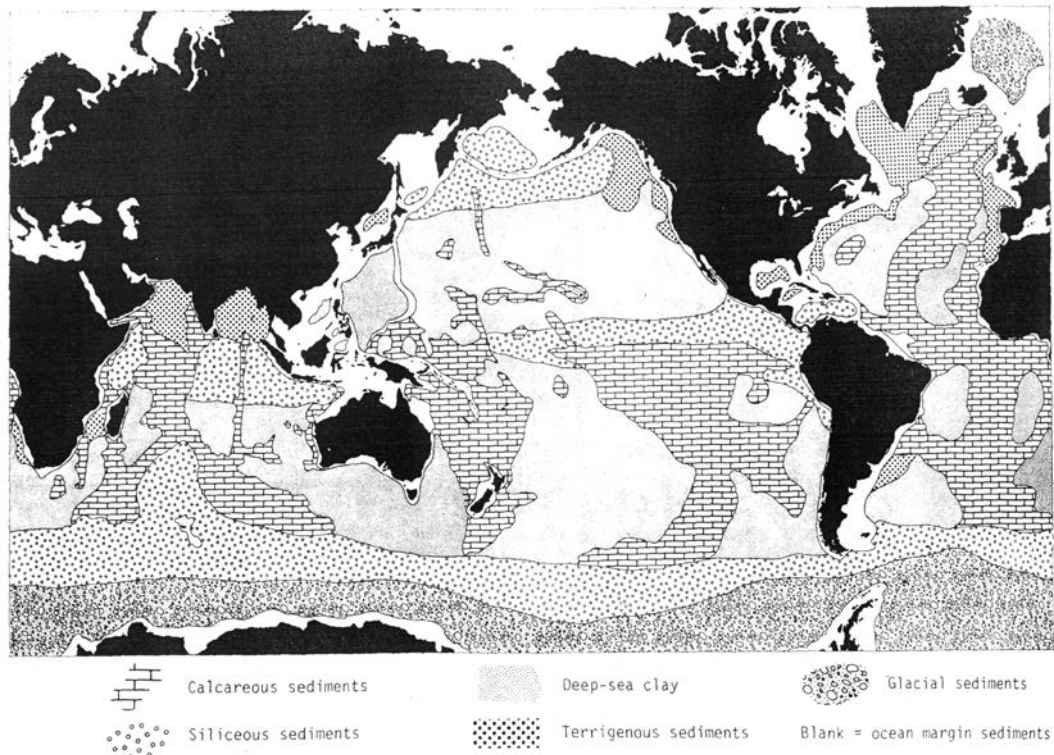 Calcareous sediments
Deep-sea clay
Glacial sediments
Siliceous sediments
Terrigenous sediments
Blank = ocean margin sediments